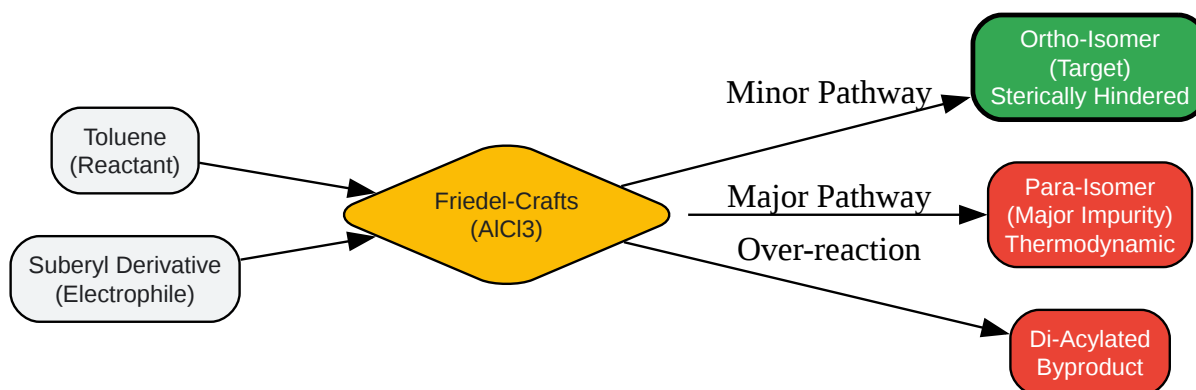 Toluene
(Reactant)
Suberyl Derivative
(Electrophile)
Friedel-Crafts
(AlCl3)
Minor Pathway
Major Pathway
Over-reaction
Ortho-Isomer
(Target)
Sterically Hindered
Para-Isomer
(Major Impurity)
Thermodynamic
Di-Acylated
Byproduct